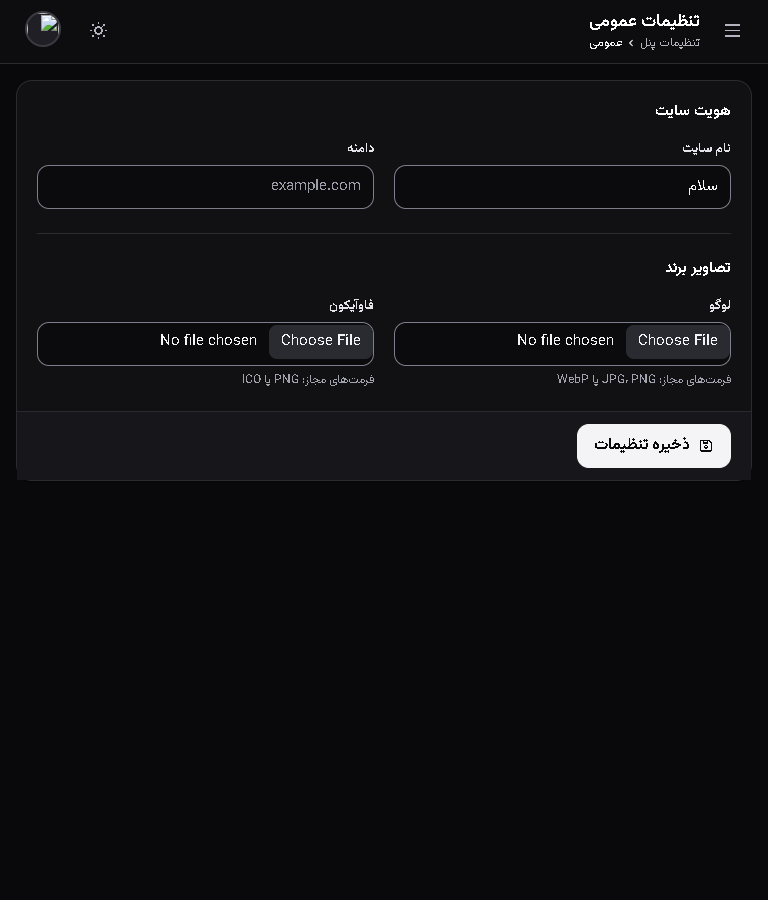 تنظیمات عمومی
تنظیمات پنل › عمومی
هویت سایت
نام سایت
دامنه
سلام
example.com
تصاویر برند
لوگو
فاوآیکون
Choose File No file chosen
Choose File No file chosen
فرمت‌های مجاز: JPG، PNG یا WebP
فرمت‌های مجاز: PNG یا ICO
ذخیره تنظیمات